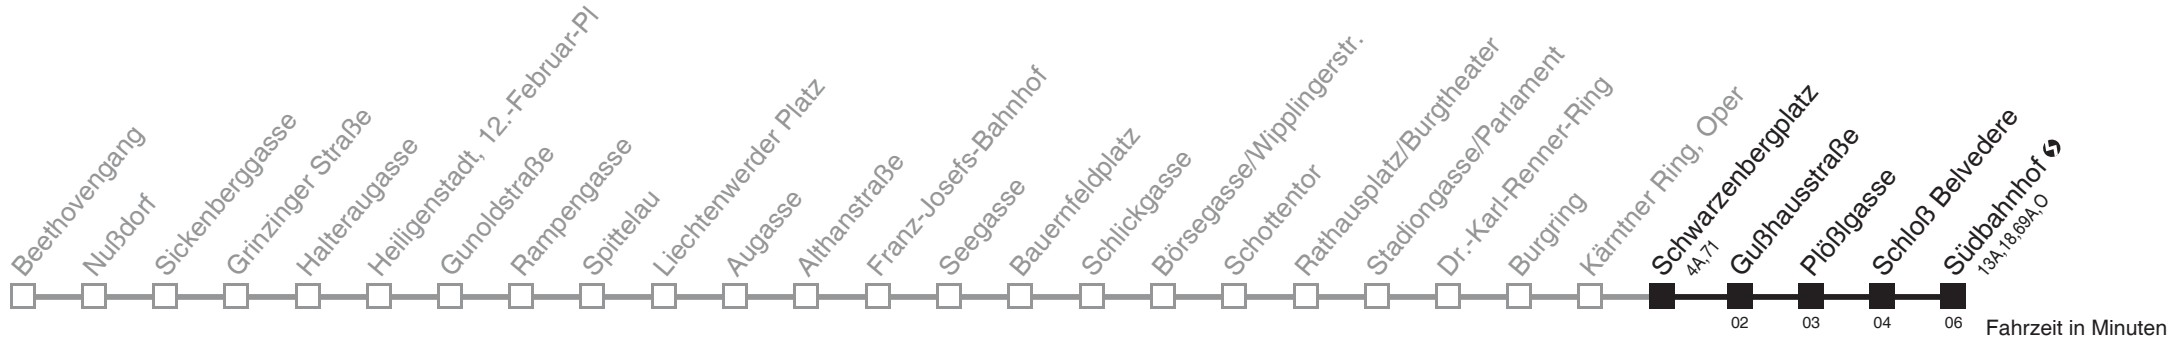 Beethovengang
Nußdorf
Sickenberggasse
Grinzinger Straße
Halteraugasse
Heiligenstadt, 12.-Februar-Pl
Gunoldstraße
Rampengasse
Spittelau
Liechtenwerder Platz
Augasse
Althanstraße
Franz-Josefs-Bahnhof
Seegasse
Bauernfeldplatz
Schlickgasse
Börsegasse/Wipplingerstr.
Schottentor
Rathausplatz/Burgtheater
Stadiongasse/Parlament
Dr.-Karl-Renner-Ring
Burgring
Kärntner Ring, Oper
Schwarzenbergplatz
4A,71
Gußhausstraße
Plößlgasse
Schloß Belvedere
Südbahnhof
13A,18,69A,O
02
03
04
06
Fahrzeit in Minuten